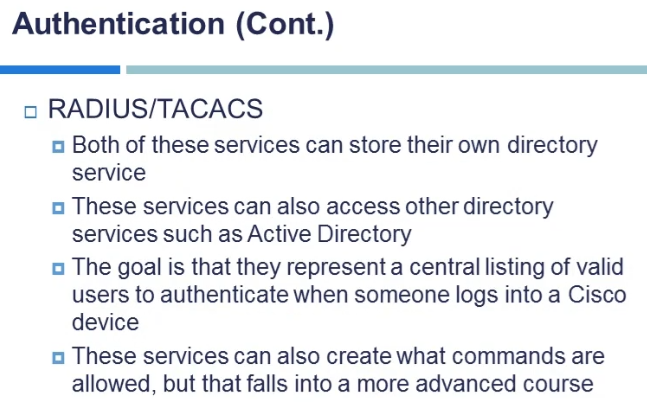 Authentication (Cont.)
RADIUS/TACACS
Both of these services can store their own directory
service
These services can also access other directory
services such as Active Directory
The goal is that they represent a central listing of valid
users to authenticate when someone logs into a Cisco
device
These services can also create what commands are
allowed, but that falls into a more advanced course